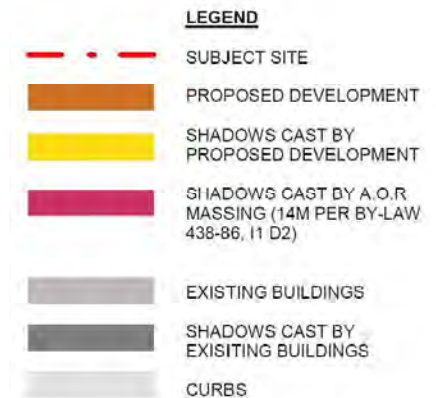 LEGEND
SUBJECT SITE
PROPOSED DEVELOPMENT
SHADOWS CAST BY
PROPOSED DEVELOPMENT
SHADOWS CAST BY A.O.R
MASSING (14M PER BY-LAW
438-86, I1 D2)
EXISTING BUILDINGS
SHADOWS CAST BY
EXISITING BUILDINGS
CURBS